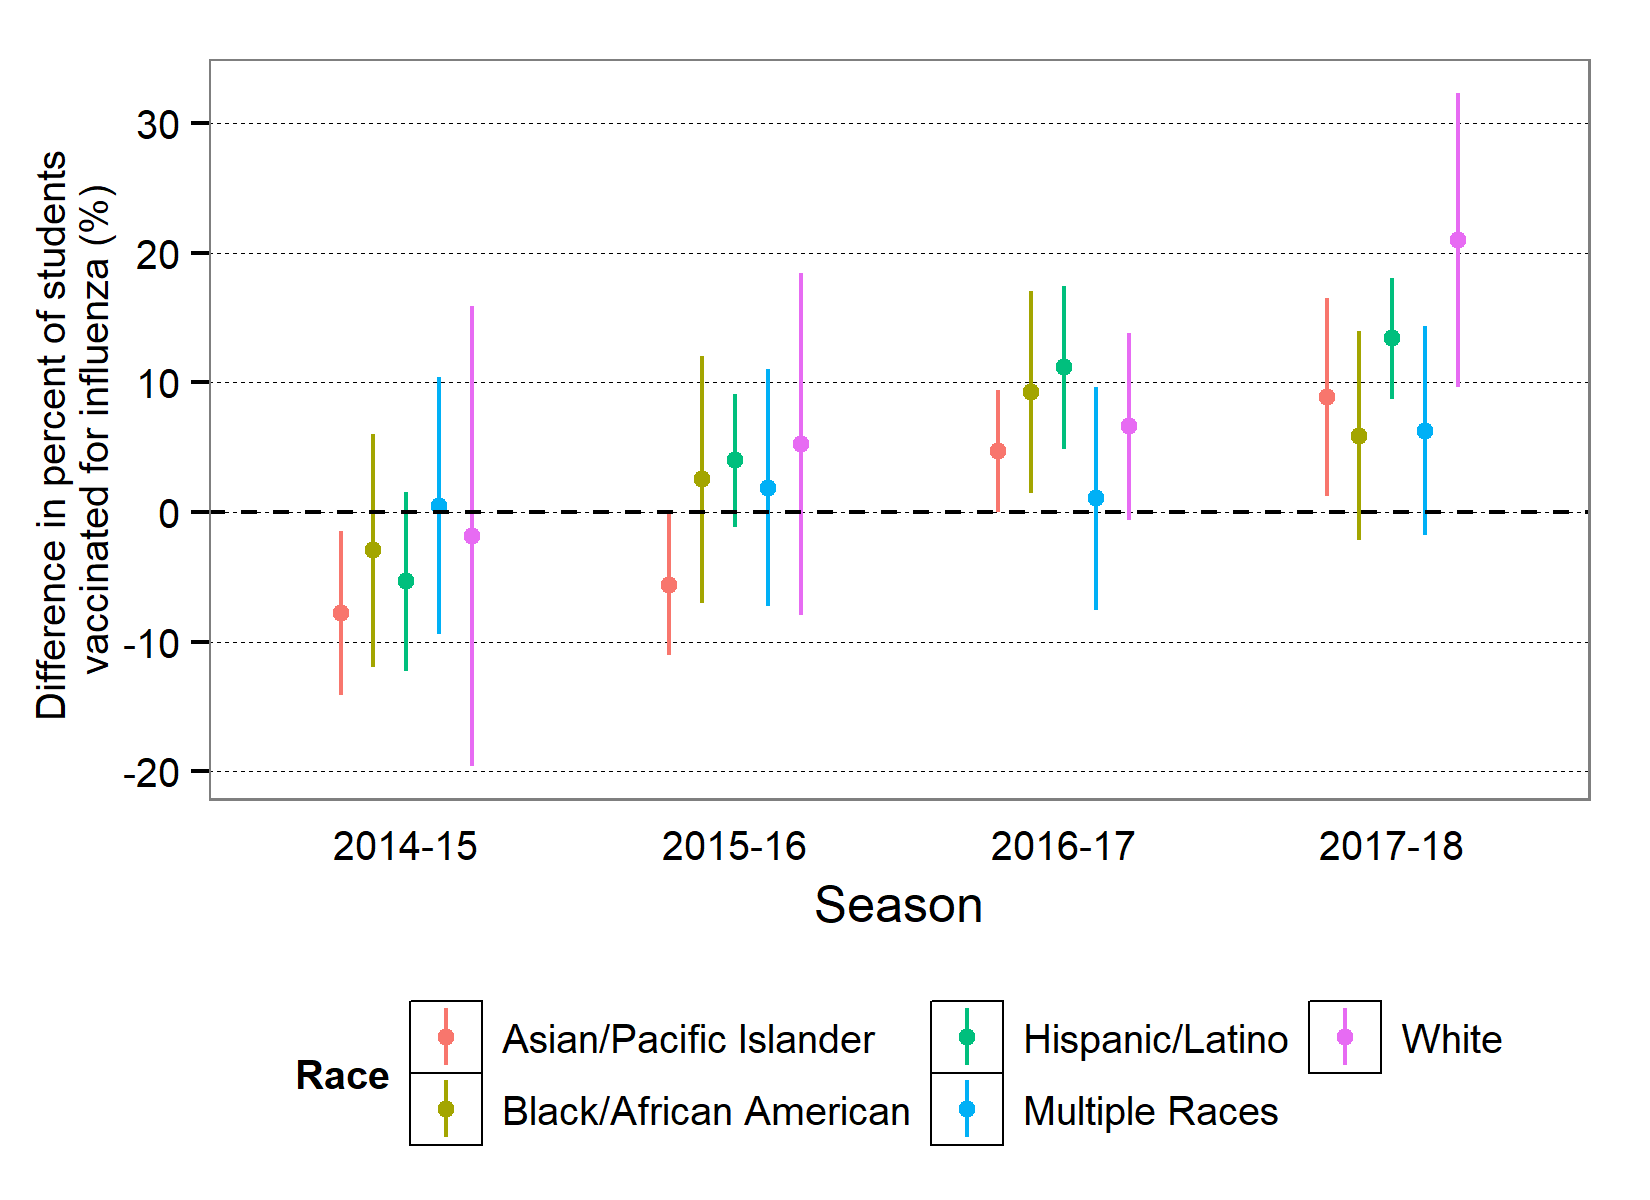 Difference in percent of students
vaccinated for influenza (%)
30
20
10
0
-10
-20
2014-15
2015-16
2016-17
2017-18
Season
Race
Asian/Pacific Islander
Black/African American
Hispanic/Latino
Multiple Races
White